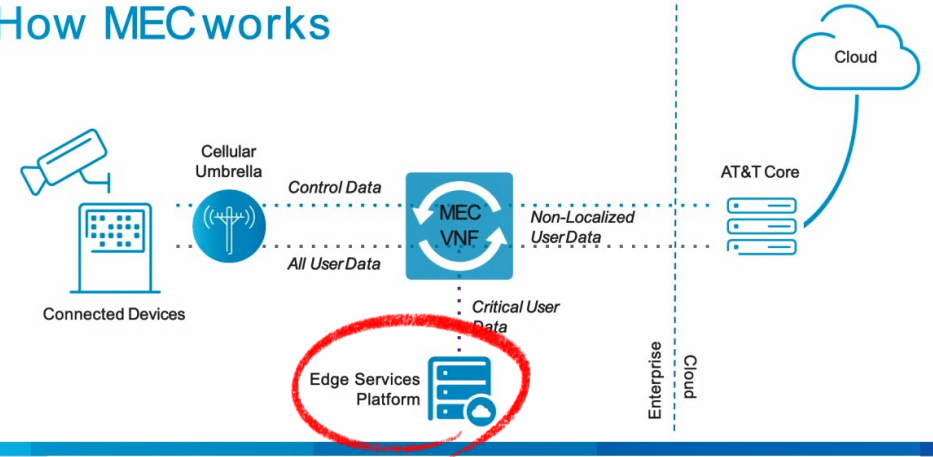 How MEC works
Cloud
Cellular
Umbrella
AT&T Core
Control Data
MEC
VNF
Non-Localized
User Data
All User Data
Connected Devices
Critical User
Data
Edge Services
Platform
Enterprise
Cloud